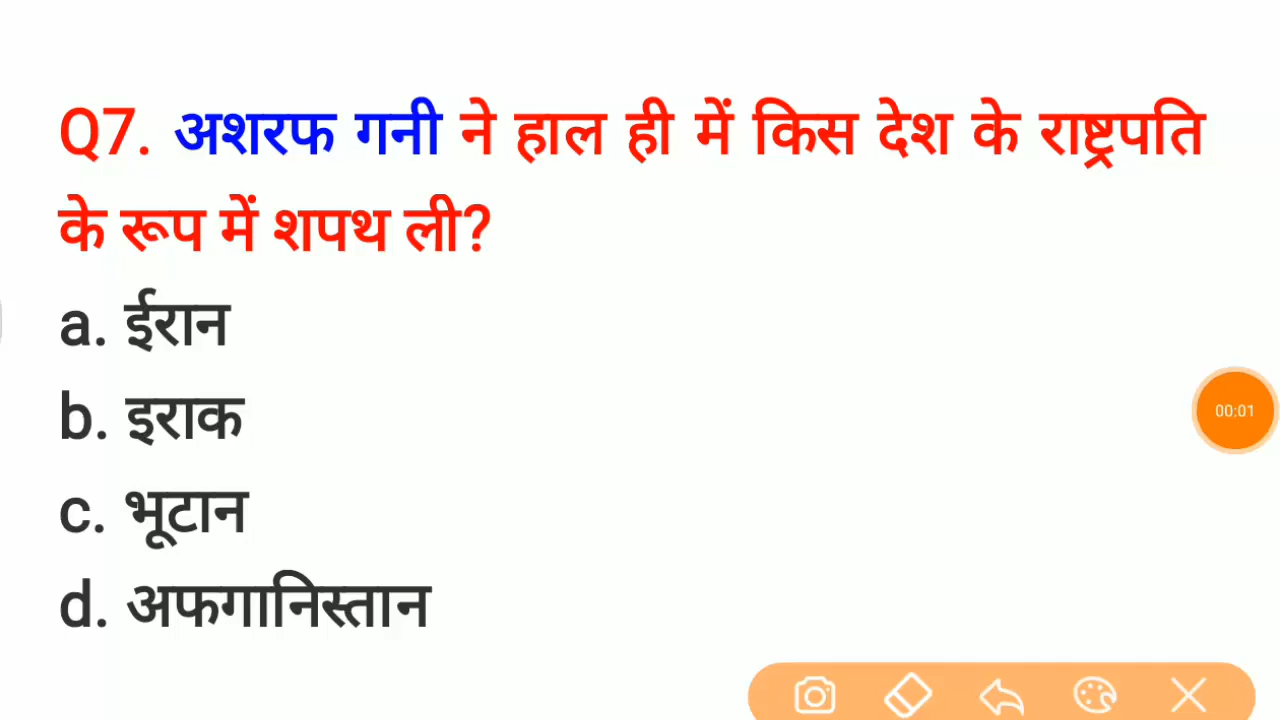 Q7. अशरफ गनी ने हाल ही में किस देश के राष्ट्रपति
के रूप में शपथ ली?
a. ईरान
b. इराक
c. भूटान
d. अफगानिस्तान
00:01